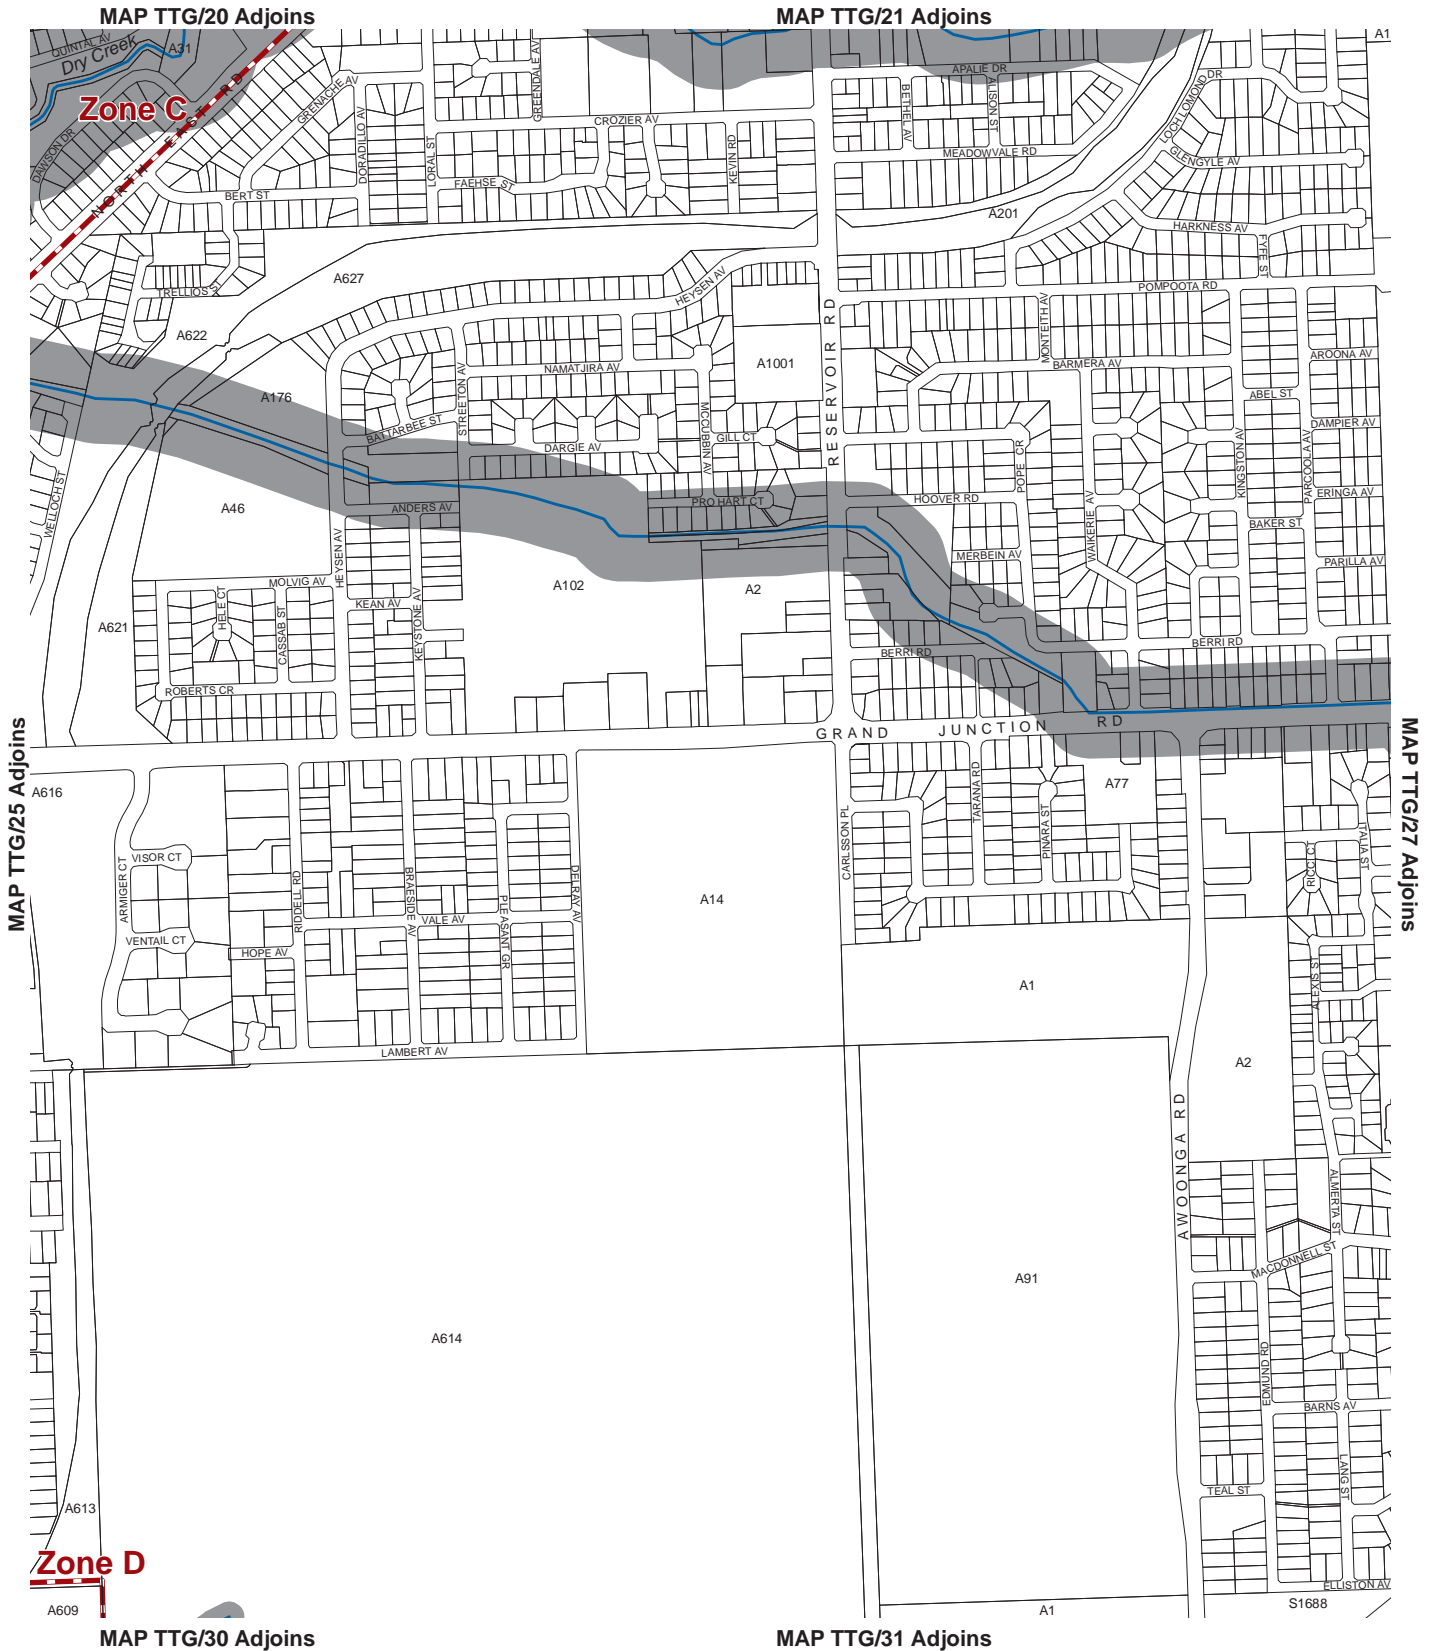 MAP TTG/20 Adjoins
MAP TTG/21 Adjoins
QUINTAL AV
Dry Creek
A31
Zone C
NORTH EAST RD
DAWSON DR
GRENACHE AV
DORADILLO AV
LORAL ST
GREENDALE AV
CROZIER AV
KEVIN RD
FAEHSE ST
BERT ST
TRELLIOS ST
APALIE DR
BETHEL AV
ALISON ST
MEADOWVALE RD
LOCH LOMOND DR
GLENGYLE AV
HARKNESS AV
FYFE ST
A1
A201
A627
A622
A176
HEYSEN AV
POMPOOTA RD
RESERVOIR RD
MONTEITH AV
BARMERA AV
AROONA AV
ABEL ST
DAMPIER AV
A1001
NAMATJIRA AV
STREETON AV
BATTARBEE ST
DARGIE AV
MCCUBBIN AV
GILL CT
PRO HART CT
HOOVER RD
POPE CR
WAIKERIE AV
KINGSTON AV
PARCOOLA AV
ERINGA AV
BAKER ST
PARILLA AV
MERBEIN AV
WELLOCH ST
A46
ANDERS AV
HEYSEN AV
MOLVIG AV
KEAN AV
KEYSTONE AV
HELE CT
CASSAB ST
ROBERTS CR
A621
A102
A2
BERRI RD
BERRI RD
GRAND JUNCTION RD
MAP TTG/25 Adjoins
MAP TTG/27 Adjoins
A616
VISOR CT
ARMIGER CT
VENTAIL CT
RIDDELL RD
HOPE AV
BRAESIDE AV
VALE AV
PLEASANT GR
DELRAY AV
LAMBERT AV
A14
CARLSSON PL
TARANA RD
PINARA ST
A77
RICCI CT
TALIA ST
ALEXIS ST
A1
A2
AWOONGA RD
ALMERTA ST
MACDONNELL ST
EDMUND RD
BARNS AV
LANG ST
TEAL ST
ELLISTON AV
A91
A614
A613
Zone D
A609
A1
S1688
MAP TTG/30 Adjoins
MAP TTG/31 Adjoins